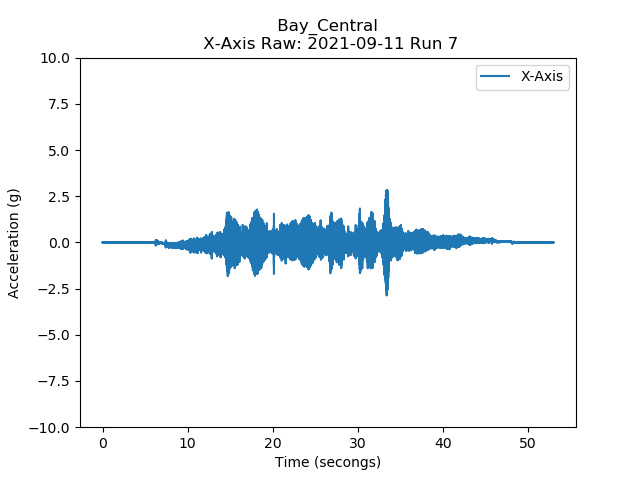 Bay_Central
X-Axis Raw: 2021-09-11 Run 7
10.0
7.5
5.0
2.5
0.0
−2.5
−5.0
−7.5
−10.0
Acceleration (g)
X-Axis
0 10 20 30 40 50
Time (secongs)